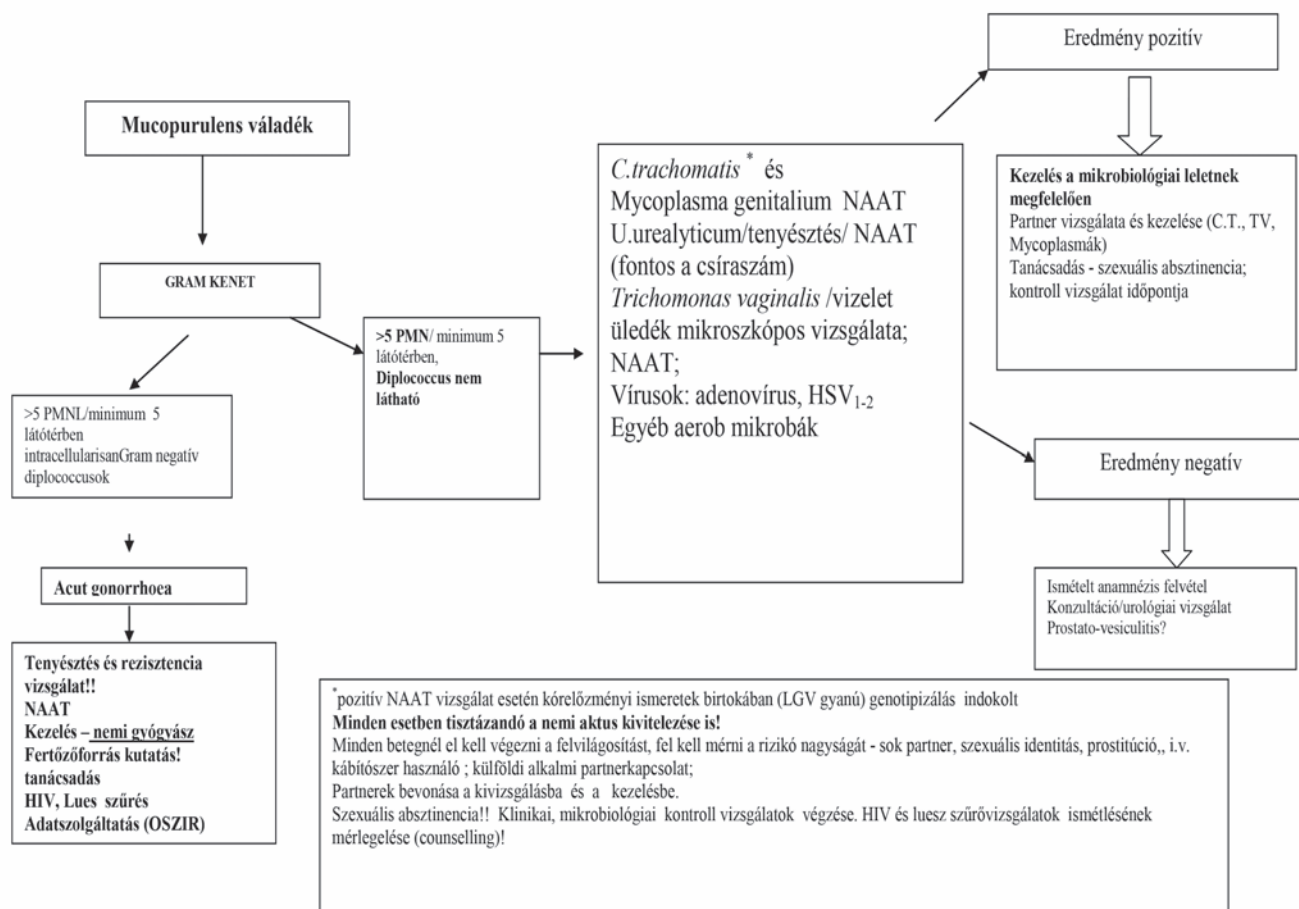 Mucopurulens váladék
GRAM KENET
>5 PMNL/minimum 5
látótérben
intracellularisanGram negatív
diplococcusok
Acut gonorrhoea
Tenyésztés és rezisztencia
vizsgálat!!
NAAT
Kezelés – nemi gyógyász
Fertőzőforrás kutatás!
tanácsadás
HIV, Lues szűrés
Adatszolgáltatás (OSZIR)
>5 PMN/ minimum 5
látótérben,
Diplococcus nem
látható
C.trachomatis * és
Mycoplasma genitalium NAAT
U.urealyticum/tenyésztés/ NAAT
(fontos a csíraszám)
Trichomonas vaginalis /vizelet
üledék mikroszkópos vizsgálata;
NAAT;
Vírusok: adenovírus, HSV1-2
Egyéb aerob mikrobák
Eredmény pozitív
Kezelés a mikrobiológiai leletnek
megfelelően
Partner vizsgálata és kezelése (C.T., TV,
Mycoplasmák)
Tanácsadás - szexuális absztinencia;
kontroll vizsgálat időpontja
Eredmény negatív
Ismételt anamnézis felvétel
Konzultáció/urológiai vizsgálat
Prostato-vesiculitis?
*pozitív NAAT vizsgálat esetén kórelőzményi ismeretek birtokában (LGV gyanú) genotipizálás indokolt
Minden esetben tisztázandó a nemi aktus kivitelezése is!
Minden betegnél el kell végezni a felvilágosítást, fel kell mérni a rizikó nagyságát - sok partner, szexuális identitás, prostitúció,, i.v.
kábítószer használó ; külföldi alkalmi partnerkapcsolat;
Partnerek bevonása a kivizsgálásba és a kezelésbe.
Szexuális absztinencia!! Klinikai, mikrobiológiai kontroll vizsgálatok végzése. HIV és luesz szűrővizsgálatok ismétlésének
mérlegelése (counselling)!